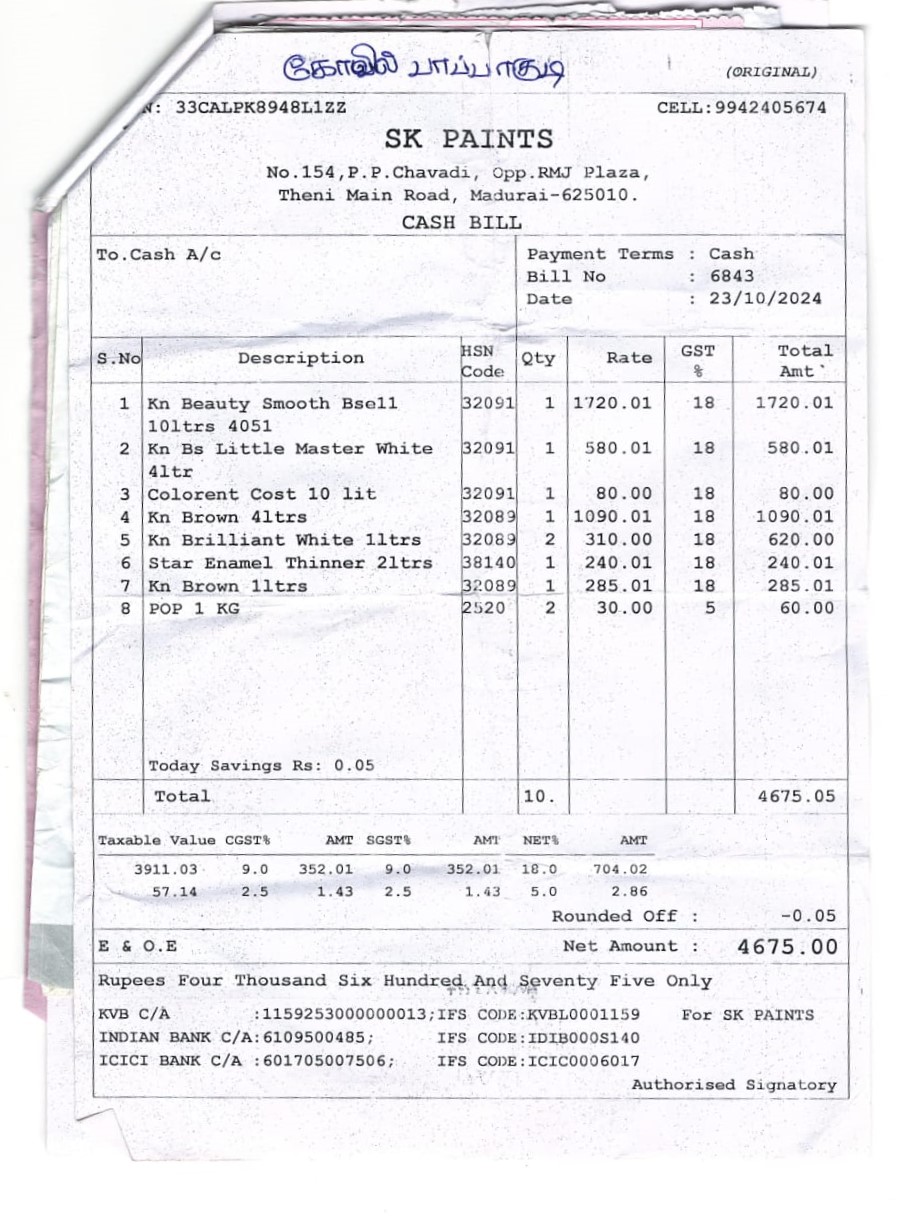 கோவில் பாப்பாகுடி
(ORIGINAL)
N: 33CALPK8948L1ZZ CELL:9942405674
SK PAINTS
No.154,P.P.Chavadi, Opp.RMJ Plaza,
Theni Main Road, Madurai-625010.
CASH BILL
To.Cash A/c
Payment Terms : Cash
Bill No : 6843
Date : 23/10/2024
S.No Description HSN Code Qty Rate GST % Total Amt
1 Kn Beauty Smooth Bsell 32091 1 1720.01 18 1720.01
10ltrs 4051
2 Kn Bs Little Master White 32091 1 580.01 18 580.01
4ltr
3 Colorent Cost 10 lit 32091 1 80.00 18 80.00
4 Kn Brown 4ltrs 32089 1 1090.01 18 1090.01
5 Kn Brilliant White 1ltrs 32089 2 310.00 18 620.00
6 Star Enamel Thinner 2ltrs 38140 1 240.01 18 240.01
7 Kn Brown 1ltrs 32089 1 285.01 18 285.01
8 POP 1 KG 2520 2 30.00 5 60.00
Today Savings Rs: 0.05
Total 10. 4675.05
Taxable Value CGST% AMT SGST% AMT NET% AMT
3911.03 9.0 352.01 9.0 352.01 18.0 704.02
57.14 2.5 1.43 2.5 1.43 5.0 2.86
Rounded Off : -0.05
E & O.E Net Amount : 4675.00
Rupees Four Thousand Six Hundred And Seventy Five Only
KVB C/A :1159253000000013;IFS CODE:KVBL0001159 For SK PAINTS
INDIAN BANK C/A:6109500485; IFS CODE:IDIB000S140
ICICI BANK C/A :601705007506; IFS CODE:ICIC0006017
Authorised Signatory